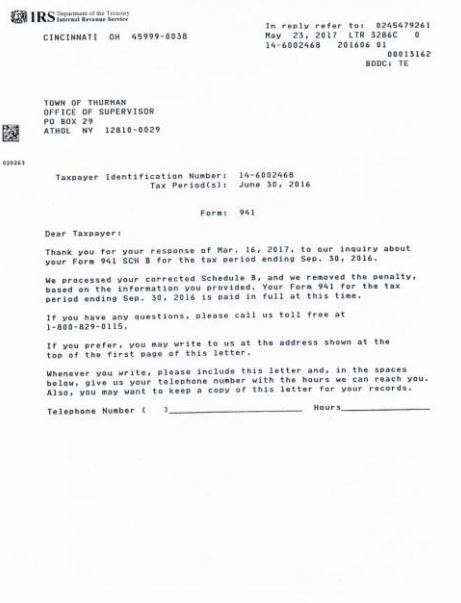 IRS Department of the Treasury
Internal Revenue Service
CINCINNATI OH 45999-0038
In reply refer to: 0245479261
May 23, 2017 LTR 3286C 0
14-6002468 201606 01
00013162
BODC: TE
TOWN OF THURMAN
OFFICE OF SUPERVISOR
PO BOX 29
ATHOL NY 12810-0029
029263
Taxpayer Identification Number: 14-6002468
Tax Period(s): June 30, 2016
Form: 941
Dear Taxpayer:
Thank you for your response of Mar. 16, 2017, to our inquiry about
your Form 941 SCH B for the tax period ending Sep. 30, 2016.
We processed your corrected Schedule B, and we removed the penalty,
based on the information you provided. Your Form 941 for the tax
period ending Sep. 30, 2016 is paid in full at this time.
If you have any questions, please call us toll free at
1-800-829-0115.
If you prefer, you may write to us at the address shown at the
top of the first page of this letter.
Whenever you write, please include this letter and, in the spaces
below, give us your telephone number with the hours we can reach you.
Also, you may want to keep a copy of this letter for your records.
Telephone Number ( )______________________ Hours______________